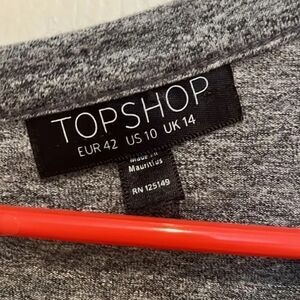 TOPSHOP
EUR 42 US 10 UK 14
Made in
Mauritius
RN 125149